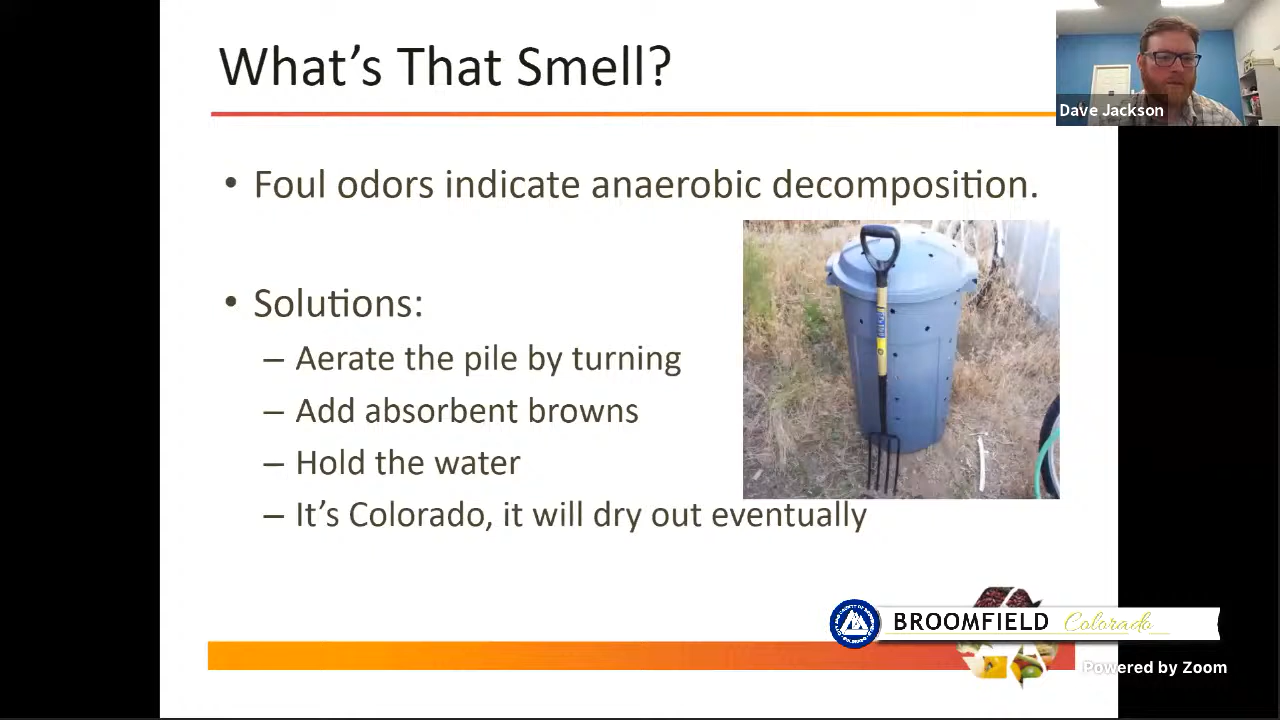 What's That Smell?
Dave Jackson
• Foul odors indicate anaerobic decomposition.
• Solutions:
– Aerate the pile by turning
– Add absorbent browns
– Hold the water
– It's Colorado, it will dry out eventually
BROOMFIELD Colorado
Powered by Zoom